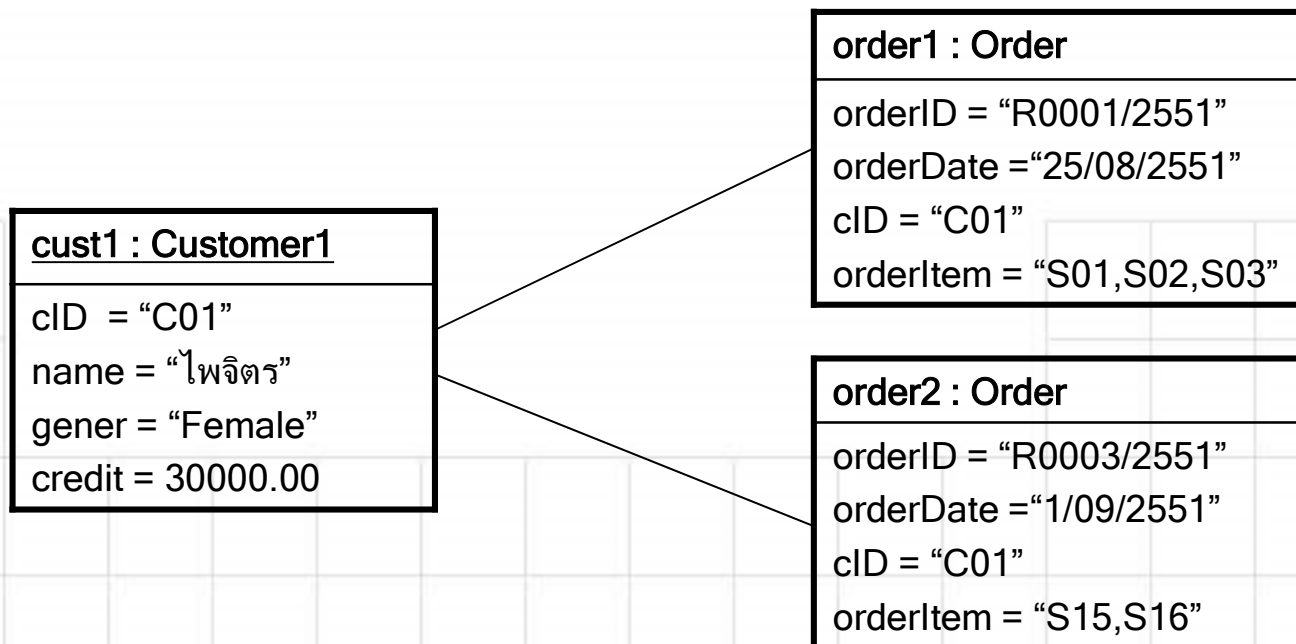 cust1 : Customer1
cID  = “C01”
name = “ไพจิตร”
gener = “Female”
credit = 30000.00
order1 : Order
orderID = “R0001/2551”
orderDate =“25/08/2551”
cID = “C01”
orderItem = “S01,S02,S03”
order2 : Order
orderID = “R0003/2551”
orderDate =“1/09/2551”
cID = “C01”
orderItem = “S15,S16”